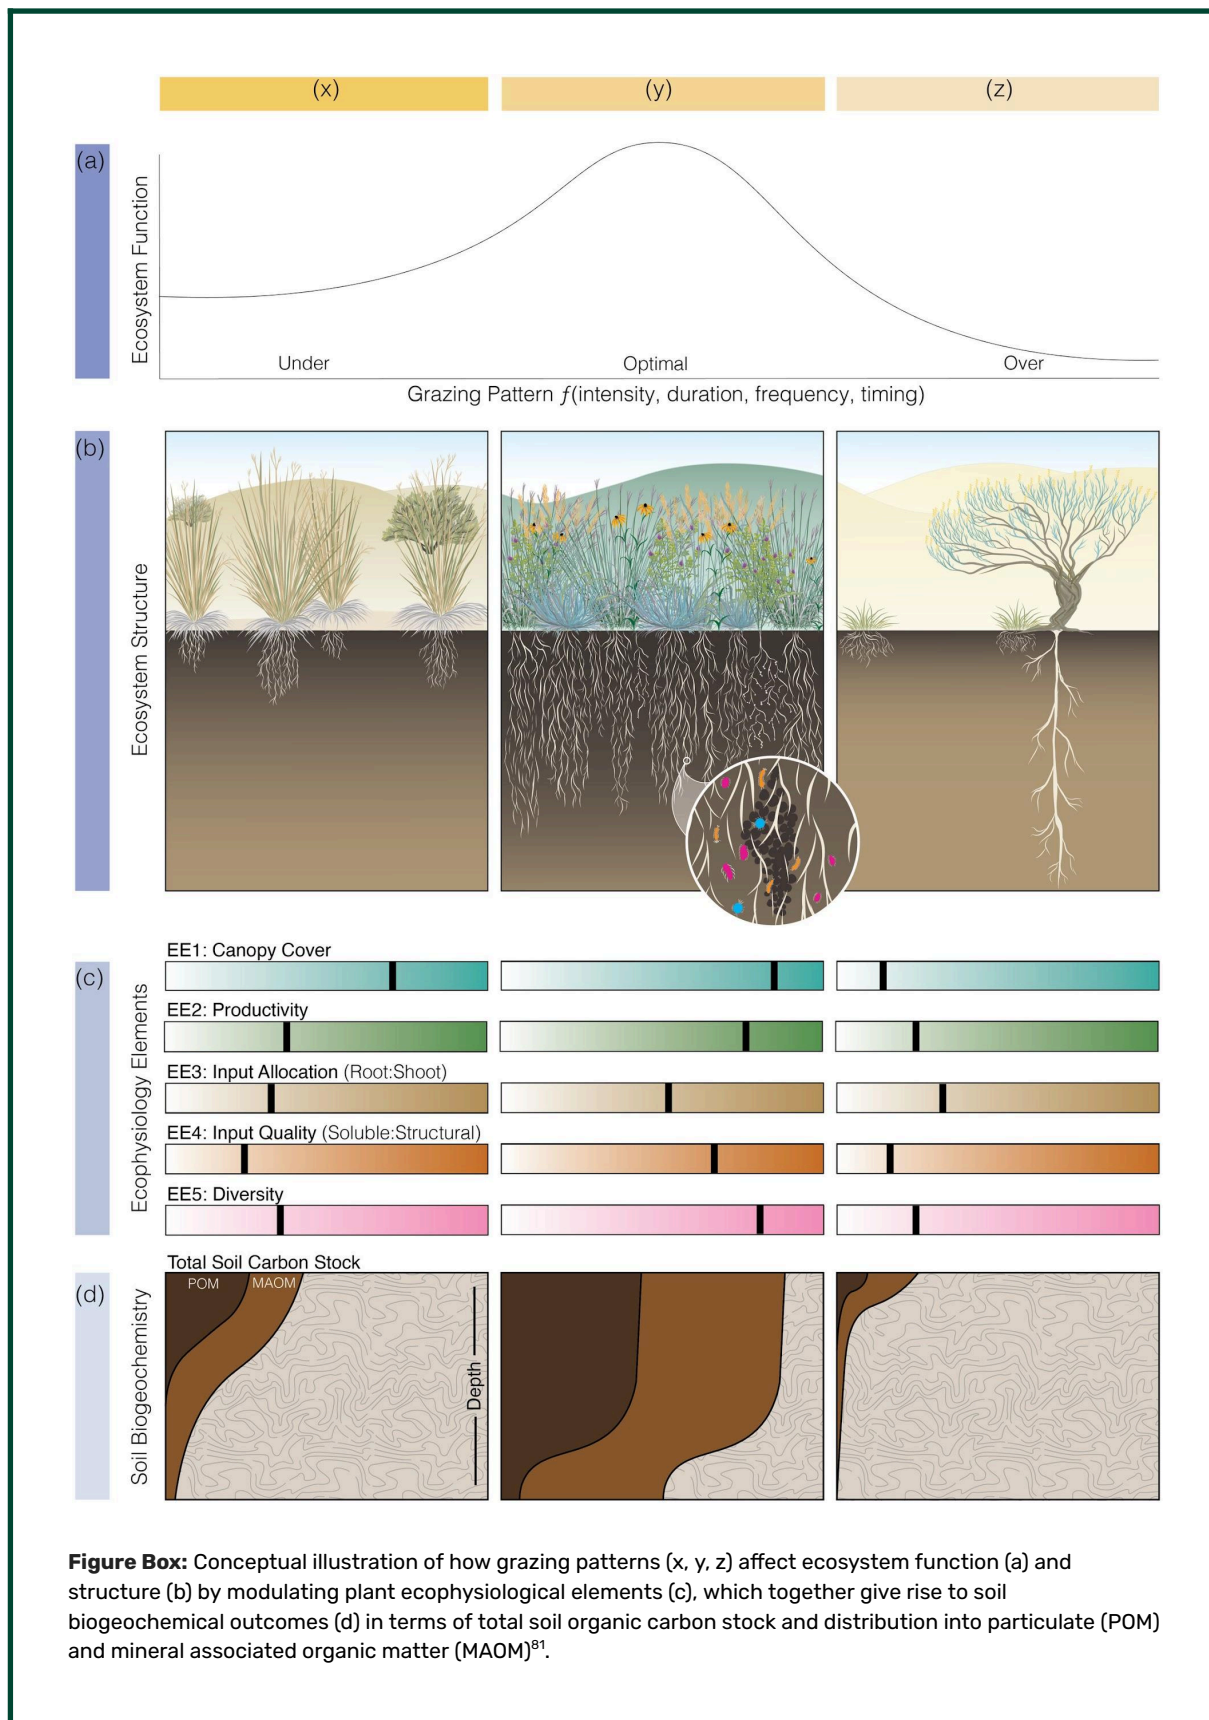 (x)
(y)
(z)
(a)
Ecosystem Function
Under
Optimal
Over
Grazing Pattern f(intensity, duration, frequency, timing)
(b)
Ecosystem Structure
(c)
Ecophysiology Elements
EE1: Canopy Cover
EE2: Productivity
EE3: Input Allocation (Root:Shoot)
EE4: Input Quality (Soluble:Structural)
EE5: Diversity
(d)
Soil Biogeochemistry
Total Soil Carbon Stock
POM
MAOM
Depth
Figure Box: Conceptual illustration of how grazing patterns (x, y, z) affect ecosystem function (a) and
structure (b) by modulating plant ecophysiological elements (c), which together give rise to soil
biogeochemical outcomes (d) in terms of total soil organic carbon stock and distribution into particulate (POM)
and mineral associated organic matter (MAOM)81.